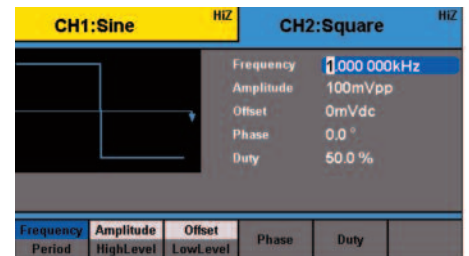 CH1:Sine HiZ CH2:Square HiZ
Frequency 1.000 000kHz
Amplitude 100mVpp
Offset 0mVdc
Phase 0.0 °
Duty 50.0 %
Frequency Amplitude Offset Phase Duty
Period HighLevel LowLevel